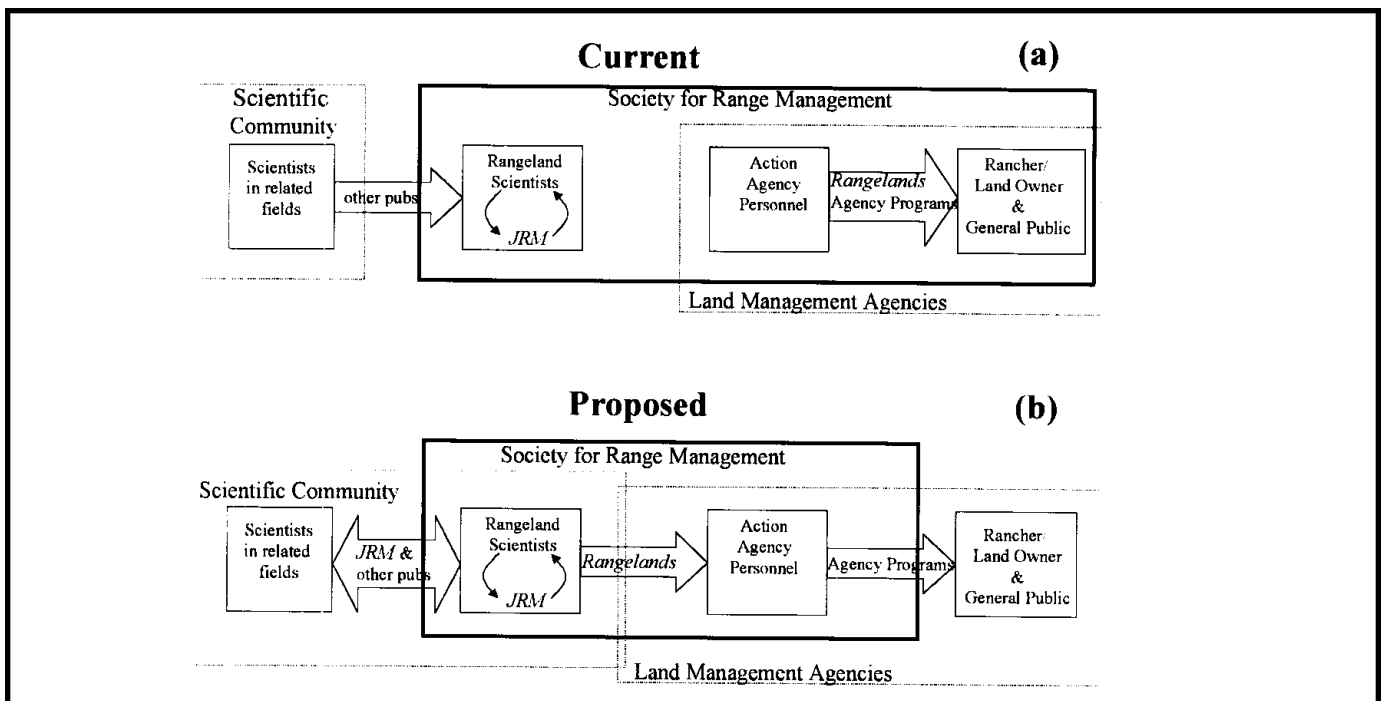 Current
(a)
Society for Range Management
Scientific
Community
Scientists
in related
fields
other pubs
Rangeland
Scientists
JRM
Action
Agency
Personnel
Rangelands
Agency Programs
Rancher/
Land Owner
&
General Public
Land Management Agencies
Proposed
(b)
Society for Range Management
Scientific Community
Scientists
in related
fields
JRM &
other pubs
Rangeland
Scientists
JRM
Rangelands
Action
Agency
Personnel
Agency Programs
Rancher/
Land Owner
&
General Public
Land Management Agencies